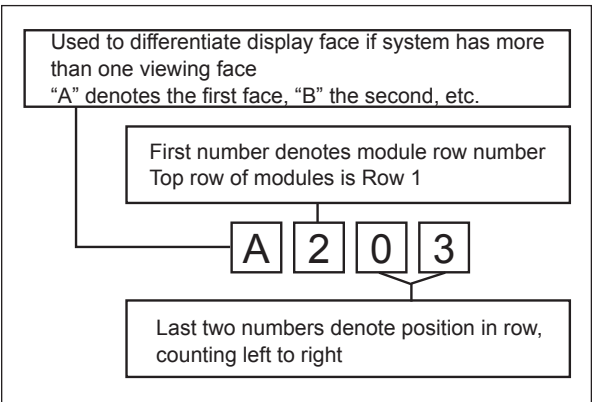 Used to differentiate display face if system has more
than one viewing face
“A” denotes the first face, “B” the second, etc.
First number denotes module row number
Top row of modules is Row 1
A 2 0 3
Last two numbers denote position in row,
counting left to right